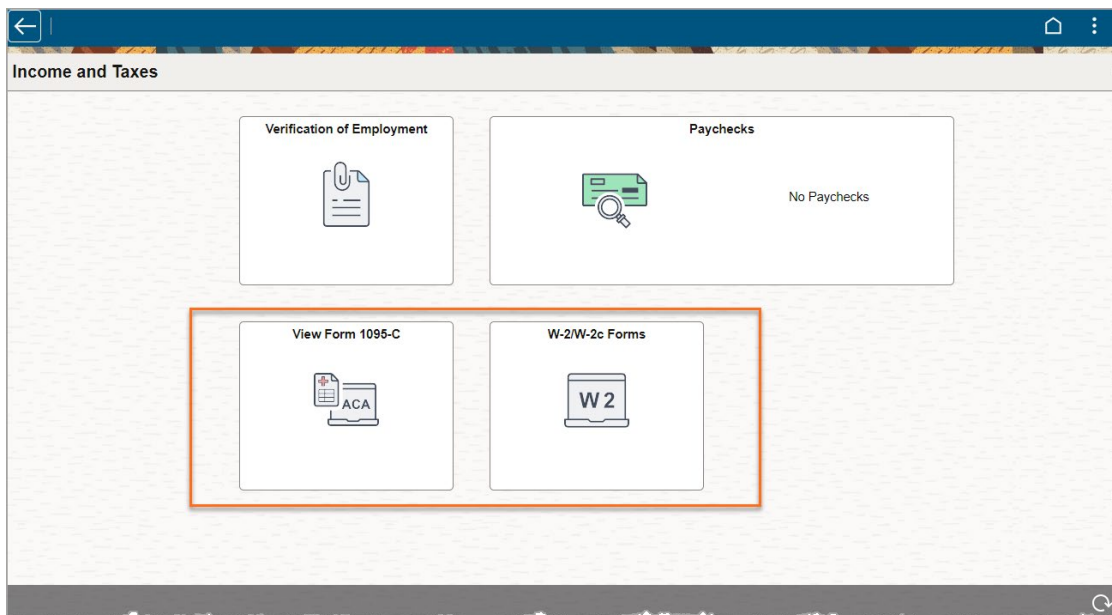 Income and Taxes
Verification of Employment
Paychecks
No Paychecks
View Form 1095-C
ACA
W-2/W-2c Forms
W 2